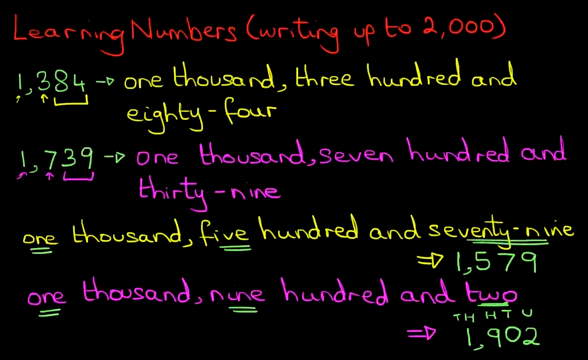 Learning Numbers (writing up to 2,000)
1,384 → one thousand, three hundred and
eighty-four
1,739 → one thousand, seven hundred and
thirty-nine
one thousand, five hundred and seventy-nine
⇒ 1,579
one thousand, nine hundred and two
TH H T U
⇒ 1,902